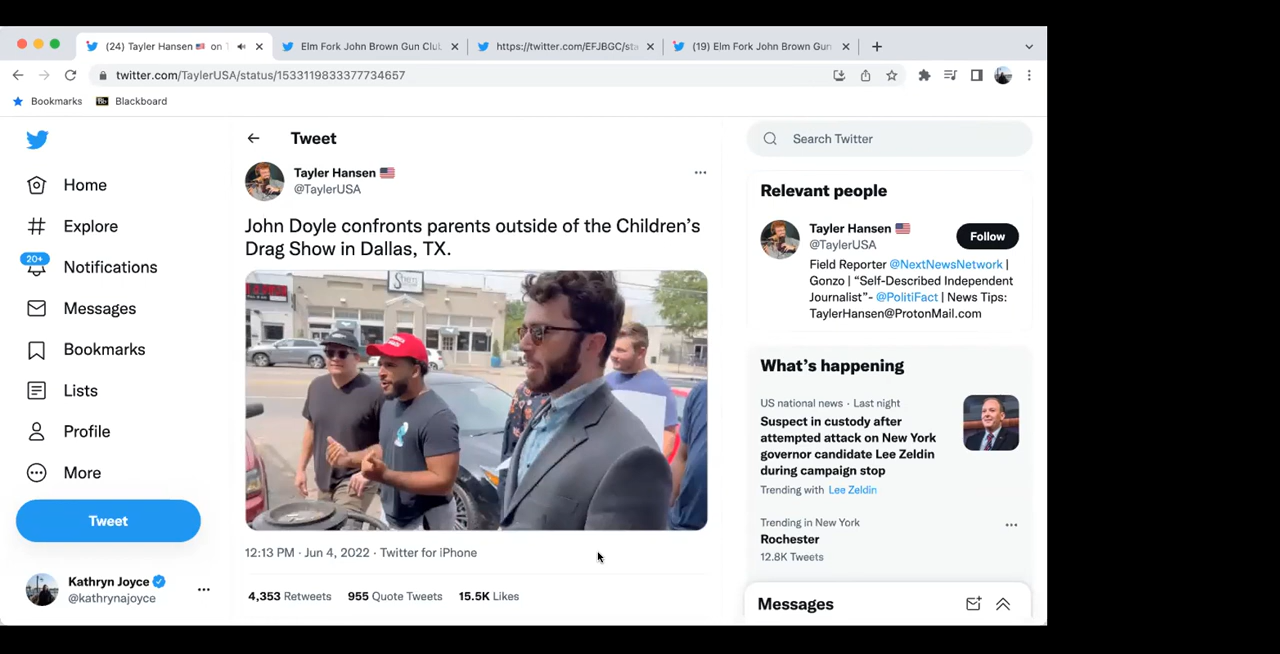 (24) Tayler Hansen 🇺🇸 on
Elm Fork John Brown Gun Clu
https://twitter.com/EFJBGC/sta
(19) Elm Fork John Brown Gun
twitter.com/TaylerUSA/status/1533119833377734657
Bookmarks
Bb
Blackboard
Home
Explore
20+
Notifications
Messages
Bookmarks
Lists
Profile
More
Tweet
Kathryn Joyce
@kathrynajoyce
Tweet
Tayler Hansen 🇺🇸
@TaylerUSA
John Doyle confronts parents outside of the Children’s
Drag Show in Dallas, TX.
12:13 PM · Jun 4, 2022 · Twitter for iPhone
4,353 Retweets 955 Quote Tweets 15.5K Likes
Search Twitter
Relevant people
Tayler Hansen 🇺🇸
@TaylerUSA
Follow
Field Reporter @NextNewsNetwork |
Gonzo | “Self-Described Independent
Journalist”- @PolitiFact | News Tips:
TaylerHansen@ProtonMail.com
What’s happening
US national news · Last night
Suspect in custody after
attempted attack on New York
governor candidate Lee Zeldin
during campaign stop
Trending with Lee Zeldin
Trending in New York
Rochester
12.8K Tweets
Messages